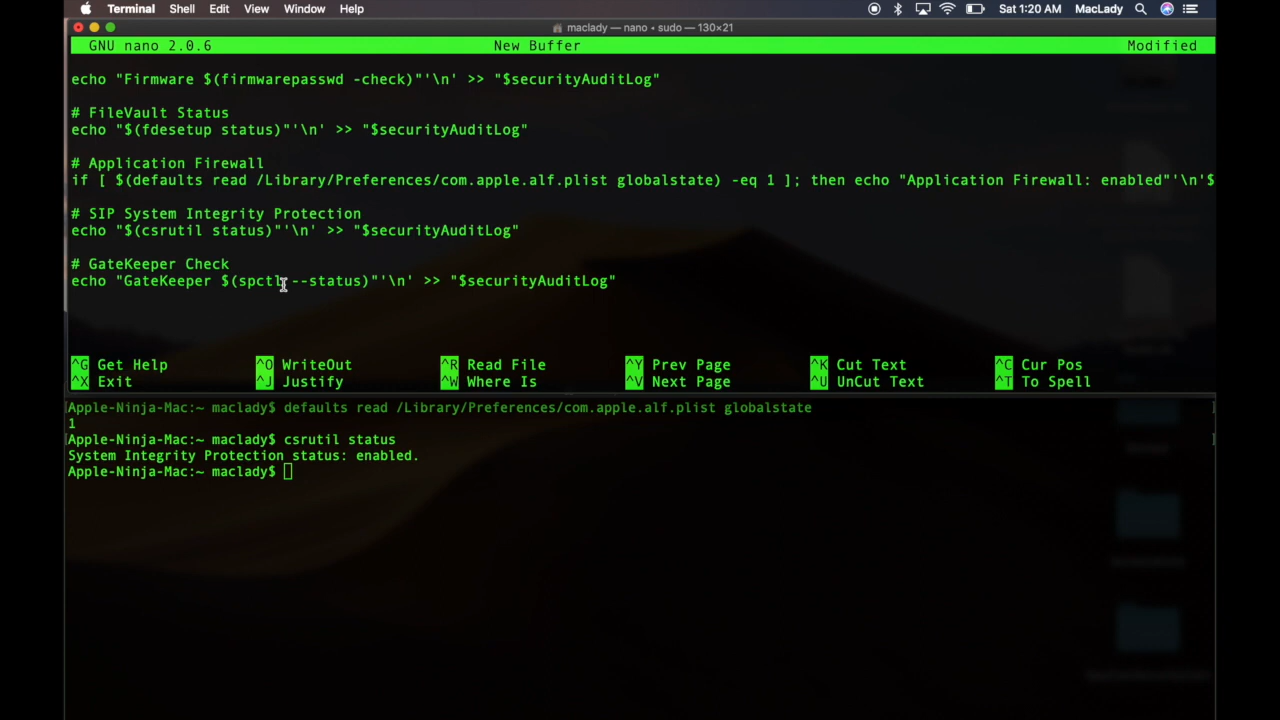 Terminal Shell Edit View Window Help Sat 1:20 AM MacLady
maclady — nano • sudo — 130×21
GNU nano 2.0.6 New Buffer Modified
echo "Firmware $(firmwarepasswd -check)"'\n' >> "$securityAuditLog"
# FileVault Status
echo "$(fdesetup status)"'\n' >> "$securityAuditLog"
# Application Firewall
if [ $(defaults read /Library/Preferences/com.apple.alf.plist globalstate) -eq 1 ]; then echo "Application Firewall: enabled"'\n'$
# SIP System Integrity Protection
echo "$(csrutil status)"'\n' >> "$securityAuditLog"
# GateKeeper Check
echo "GateKeeper $(spctl --status)"'\n' >> "$securityAuditLog"
^G Get Help ^O WriteOut ^R Read File ^Y Prev Page ^K Cut Text ^C Cur Pos
^X Exit ^J Justify ^W Where Is ^V Next Page ^U UnCut Text ^T To Spell
[Apple-Ninja-Mac:~ maclady$ defaults read /Library/Preferences/com.apple.alf.plist globalstate ]
1
[Apple-Ninja-Mac:~ maclady$ csrutil status ]
System Integrity Protection status: enabled.
Apple-Ninja-Mac:~ maclady$